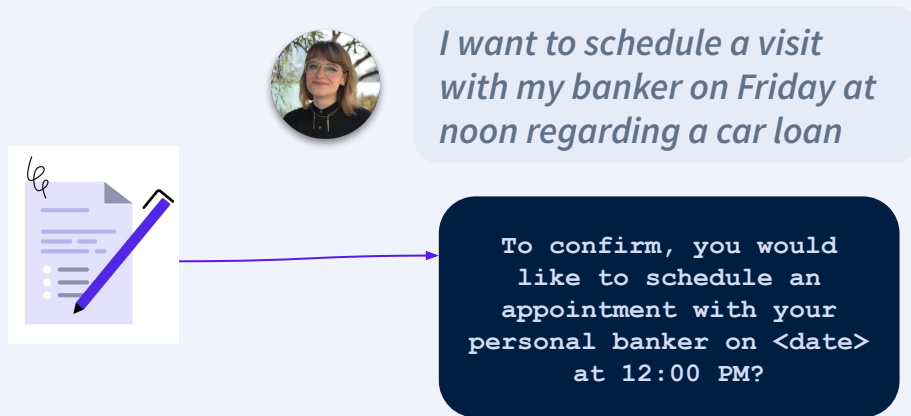 I want to schedule a visit
with my banker on Friday at
noon regarding a car loan
To confirm, you would
like to schedule an
appointment with your
personal banker on <date>
at 12:00 PM?